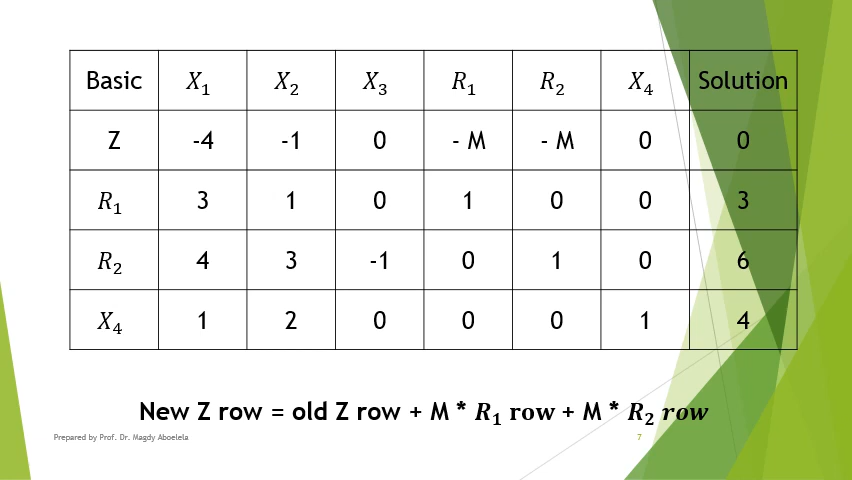 Basic X₁ X₂ X₃ R₁ R₂ X₄ Solution
Z -4 -1 0 - M - M 0 0
R₁ 3 1 0 1 0 0 3
R₂ 4 3 -1 0 1 0 6
X₄ 1 2 0 0 0 1 4
New Z row = old Z row + M * R₁ row + M * R₂ row
Prepared by Prof. Dr. Magdy Aboelela 7